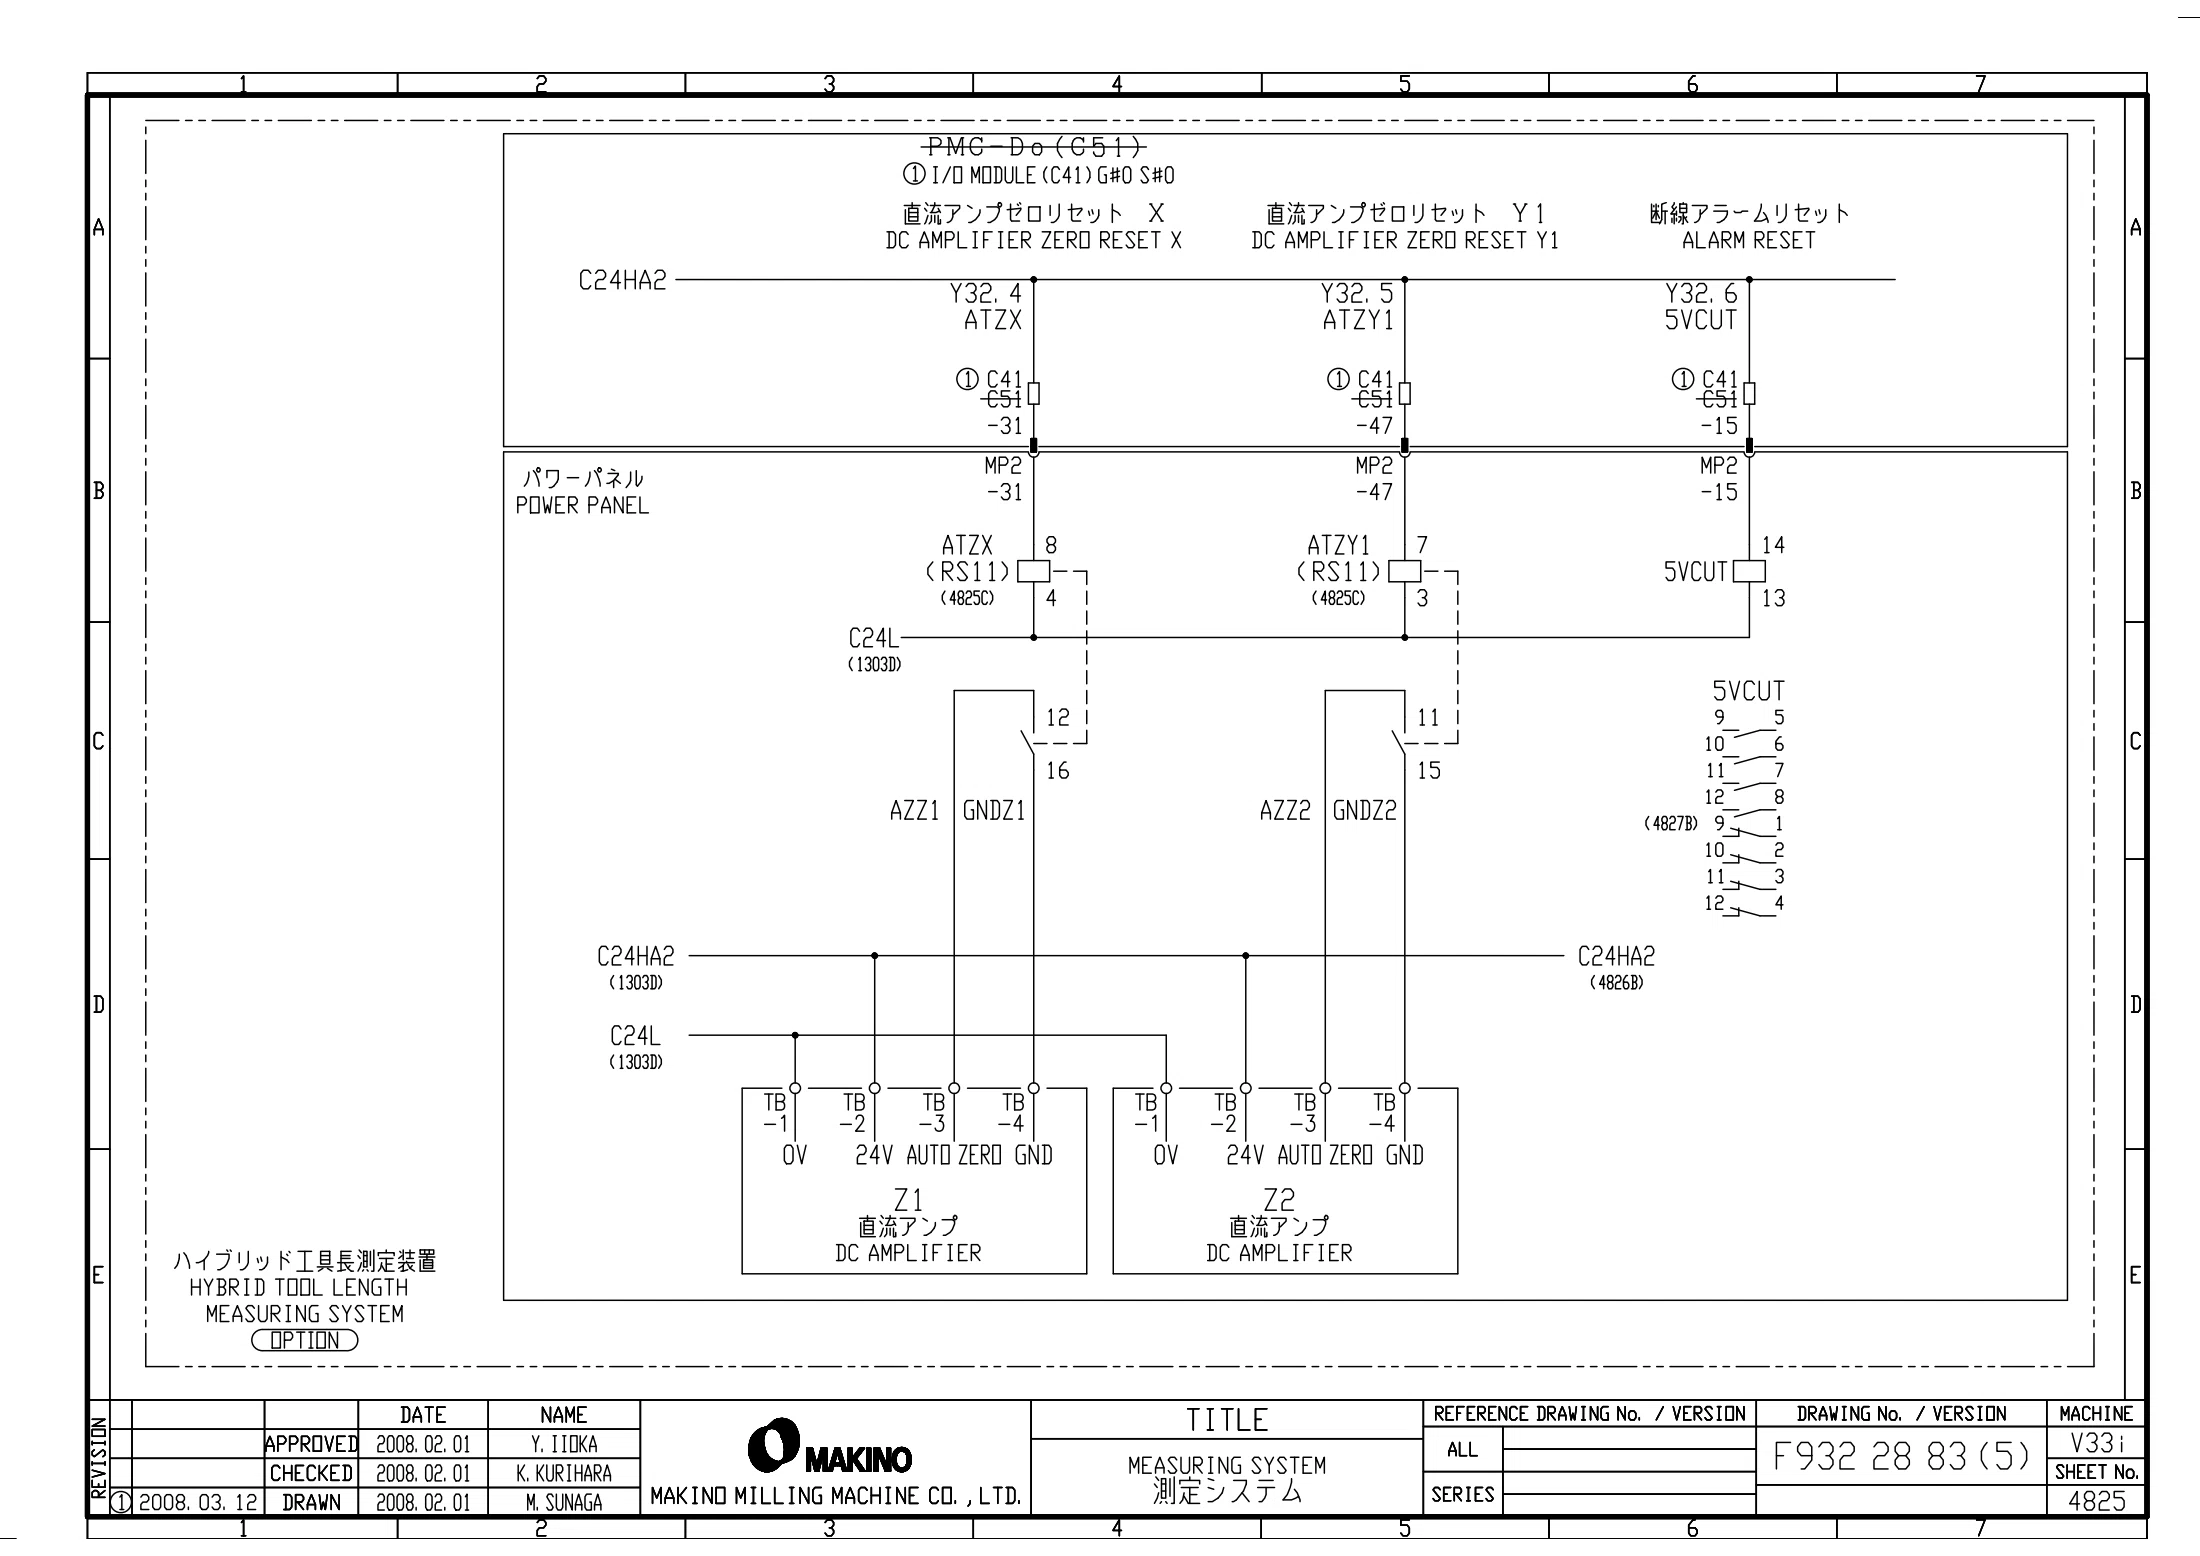 1 2 3 4 5 6 7
A A
B B
C C
D D
E E
PMC-Do(C51)
① I/O MODULE(C41) G#0 S#0
直流アンプゼロリセット X
DC AMPLIFIER ZERO RESET X
直流アンプゼロリセット Y1
DC AMPLIFIER ZERO RESET Y1
断線アラームリセット
ALARM RESET
C24HA2
Y32.4
ATZX
Y32.5
ATZY1
Y32.6
5VCUT
① C41
C51
-31
① C41
C51
-47
① C41
C51
-15
パワーパネル
POWER PANEL
MP2
-31
MP2
-47
MP2
-15
ATZX 8
(RS11)
(4825C) 4
ATZY1 7
(RS11)
(4825C) 3
14
5VCUT
13
C24L
(1303D)
12
16
11
15
AZZ1 GNDZ1
AZZ2 GNDZ2
5VCUT
9 5
10 6
11 7
12 8
(4827B) 9 1
10 2
11 3
12 4
C24HA2
(1303D)
C24HA2
(4826B)
C24L
(1303D)
TB TB TB TB
-1 -2 -3 -4
0V 24V AUTO ZERO GND
Z1
直流アンプ
DC AMPLIFIER
TB TB TB TB
-1 -2 -3 -4
0V 24V AUTO ZERO GND
Z2
直流アンプ
DC AMPLIFIER
ハイブリッド工具長測定装置
HYBRID TOOL LENGTH
MEASURING SYSTEM
OPTION
REVISION
① 2008.03.12
DATE NAME
APPROVED 2008.02.01 Y. IIOKA
CHECKED 2008.02.01 K. KURIHARA
DRAWN 2008.02.01 M. SUNAGA
MAKINO
MAKINO MILLING MACHINE CO.,LTD.
TITLE
MEASURING SYSTEM
測定システム
REFERENCE DRAWING No. / VERSION
ALL
SERIES
DRAWING No. / VERSION
F932 28 83(5)
MACHINE
V33i
SHEET No.
4825
1 2 3 4 5 6 7